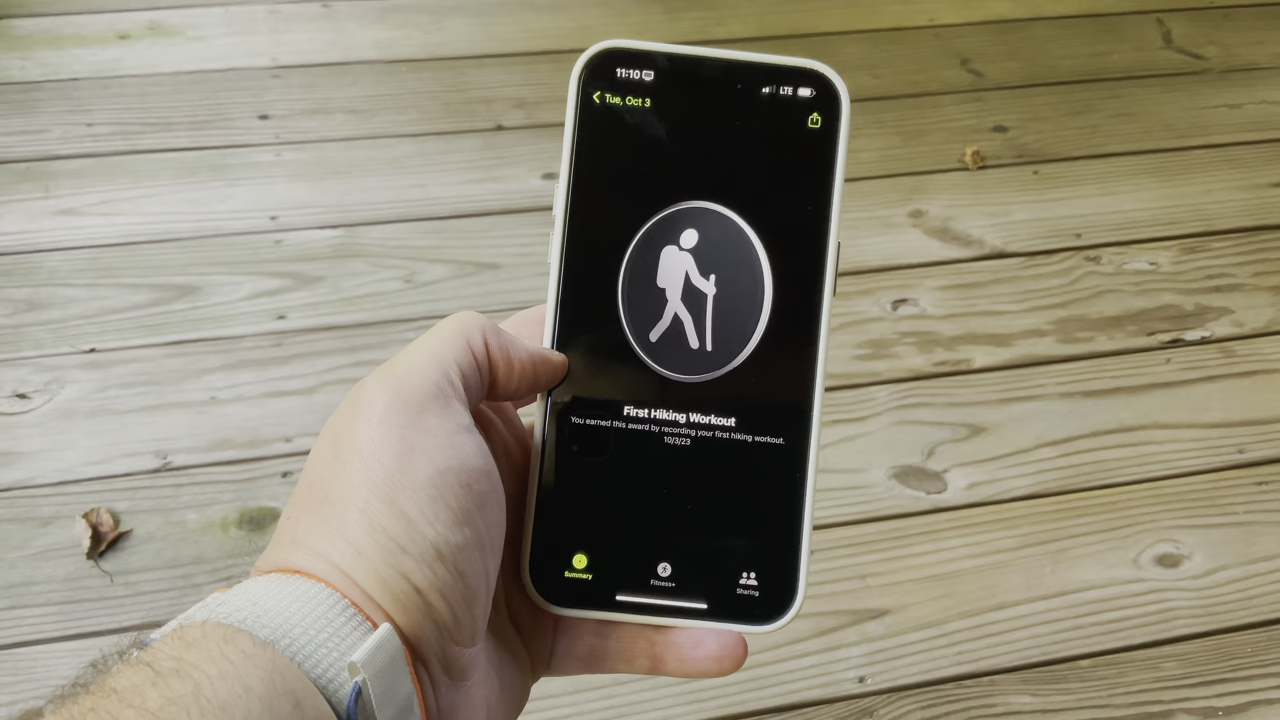 11:10
LTE
Tue, Oct 3
First Hiking Workout
You earned this award by recording your first hiking workout.
10/3/23
Summary
Fitness+
Sharing